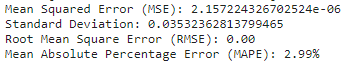 Mean Squared Error (MSE): 2.157224326702524e-06
Standard Deviation: 0.03532362813799465
Root Mean Square Error (RMSE): 0.00
Mean Absolute Percentage Error (MAPE): 2.99%